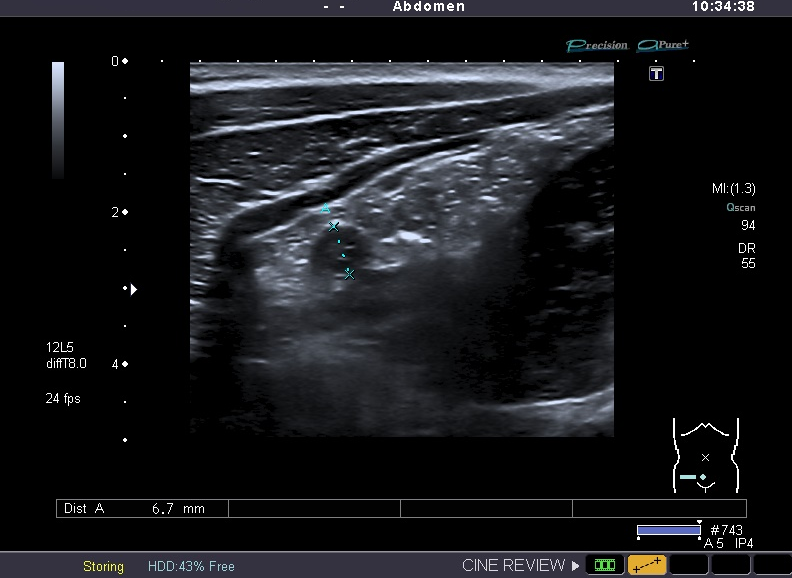 - - Abdomen 10:34:38
Precision APure+
0
T
MI:(1.3)
Qscan
94
DR
55
2
12L5
diffT8.0
24 fps
4
Dist A 6.7 mm
#743
A 5 IP4
Storing HDD:43% Free CINE REVIEW